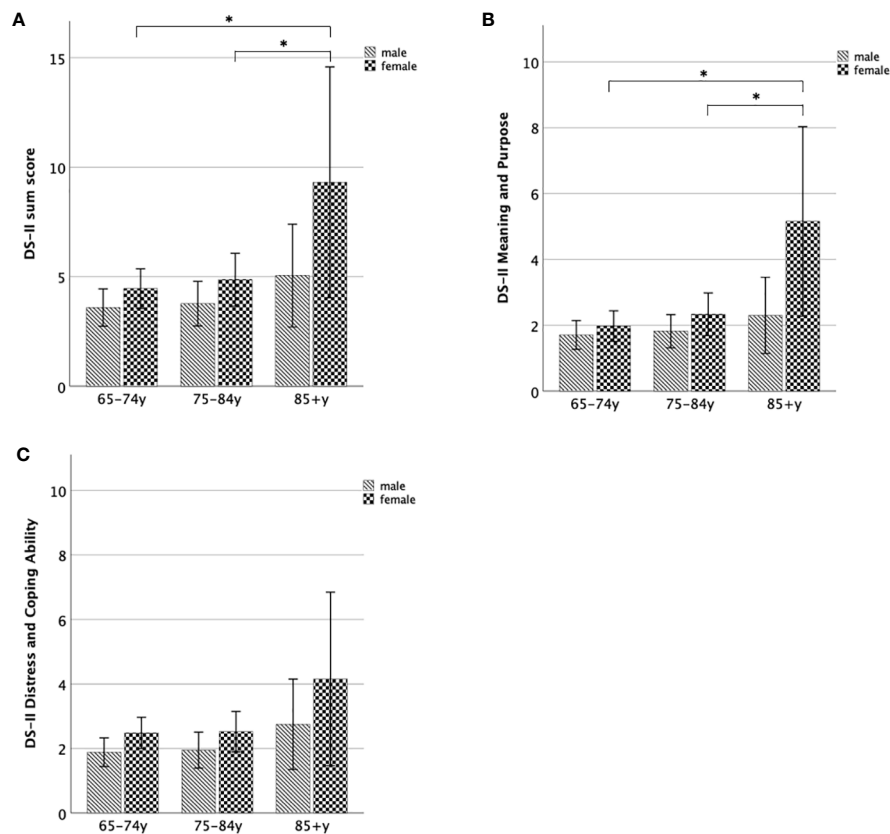 A
DS-II sum score
15
10
5
0
*
*
male
female
65-74y
75-84y
85+y
B
DS-II Meaning and Purpose
10
8
6
4
2
0
*
*
male
female
65-74y
75-84y
85+y
C
DS-II Distress and Coping Ability
10
8
6
4
2
0
male
female
65-74y
75-84y
85+y